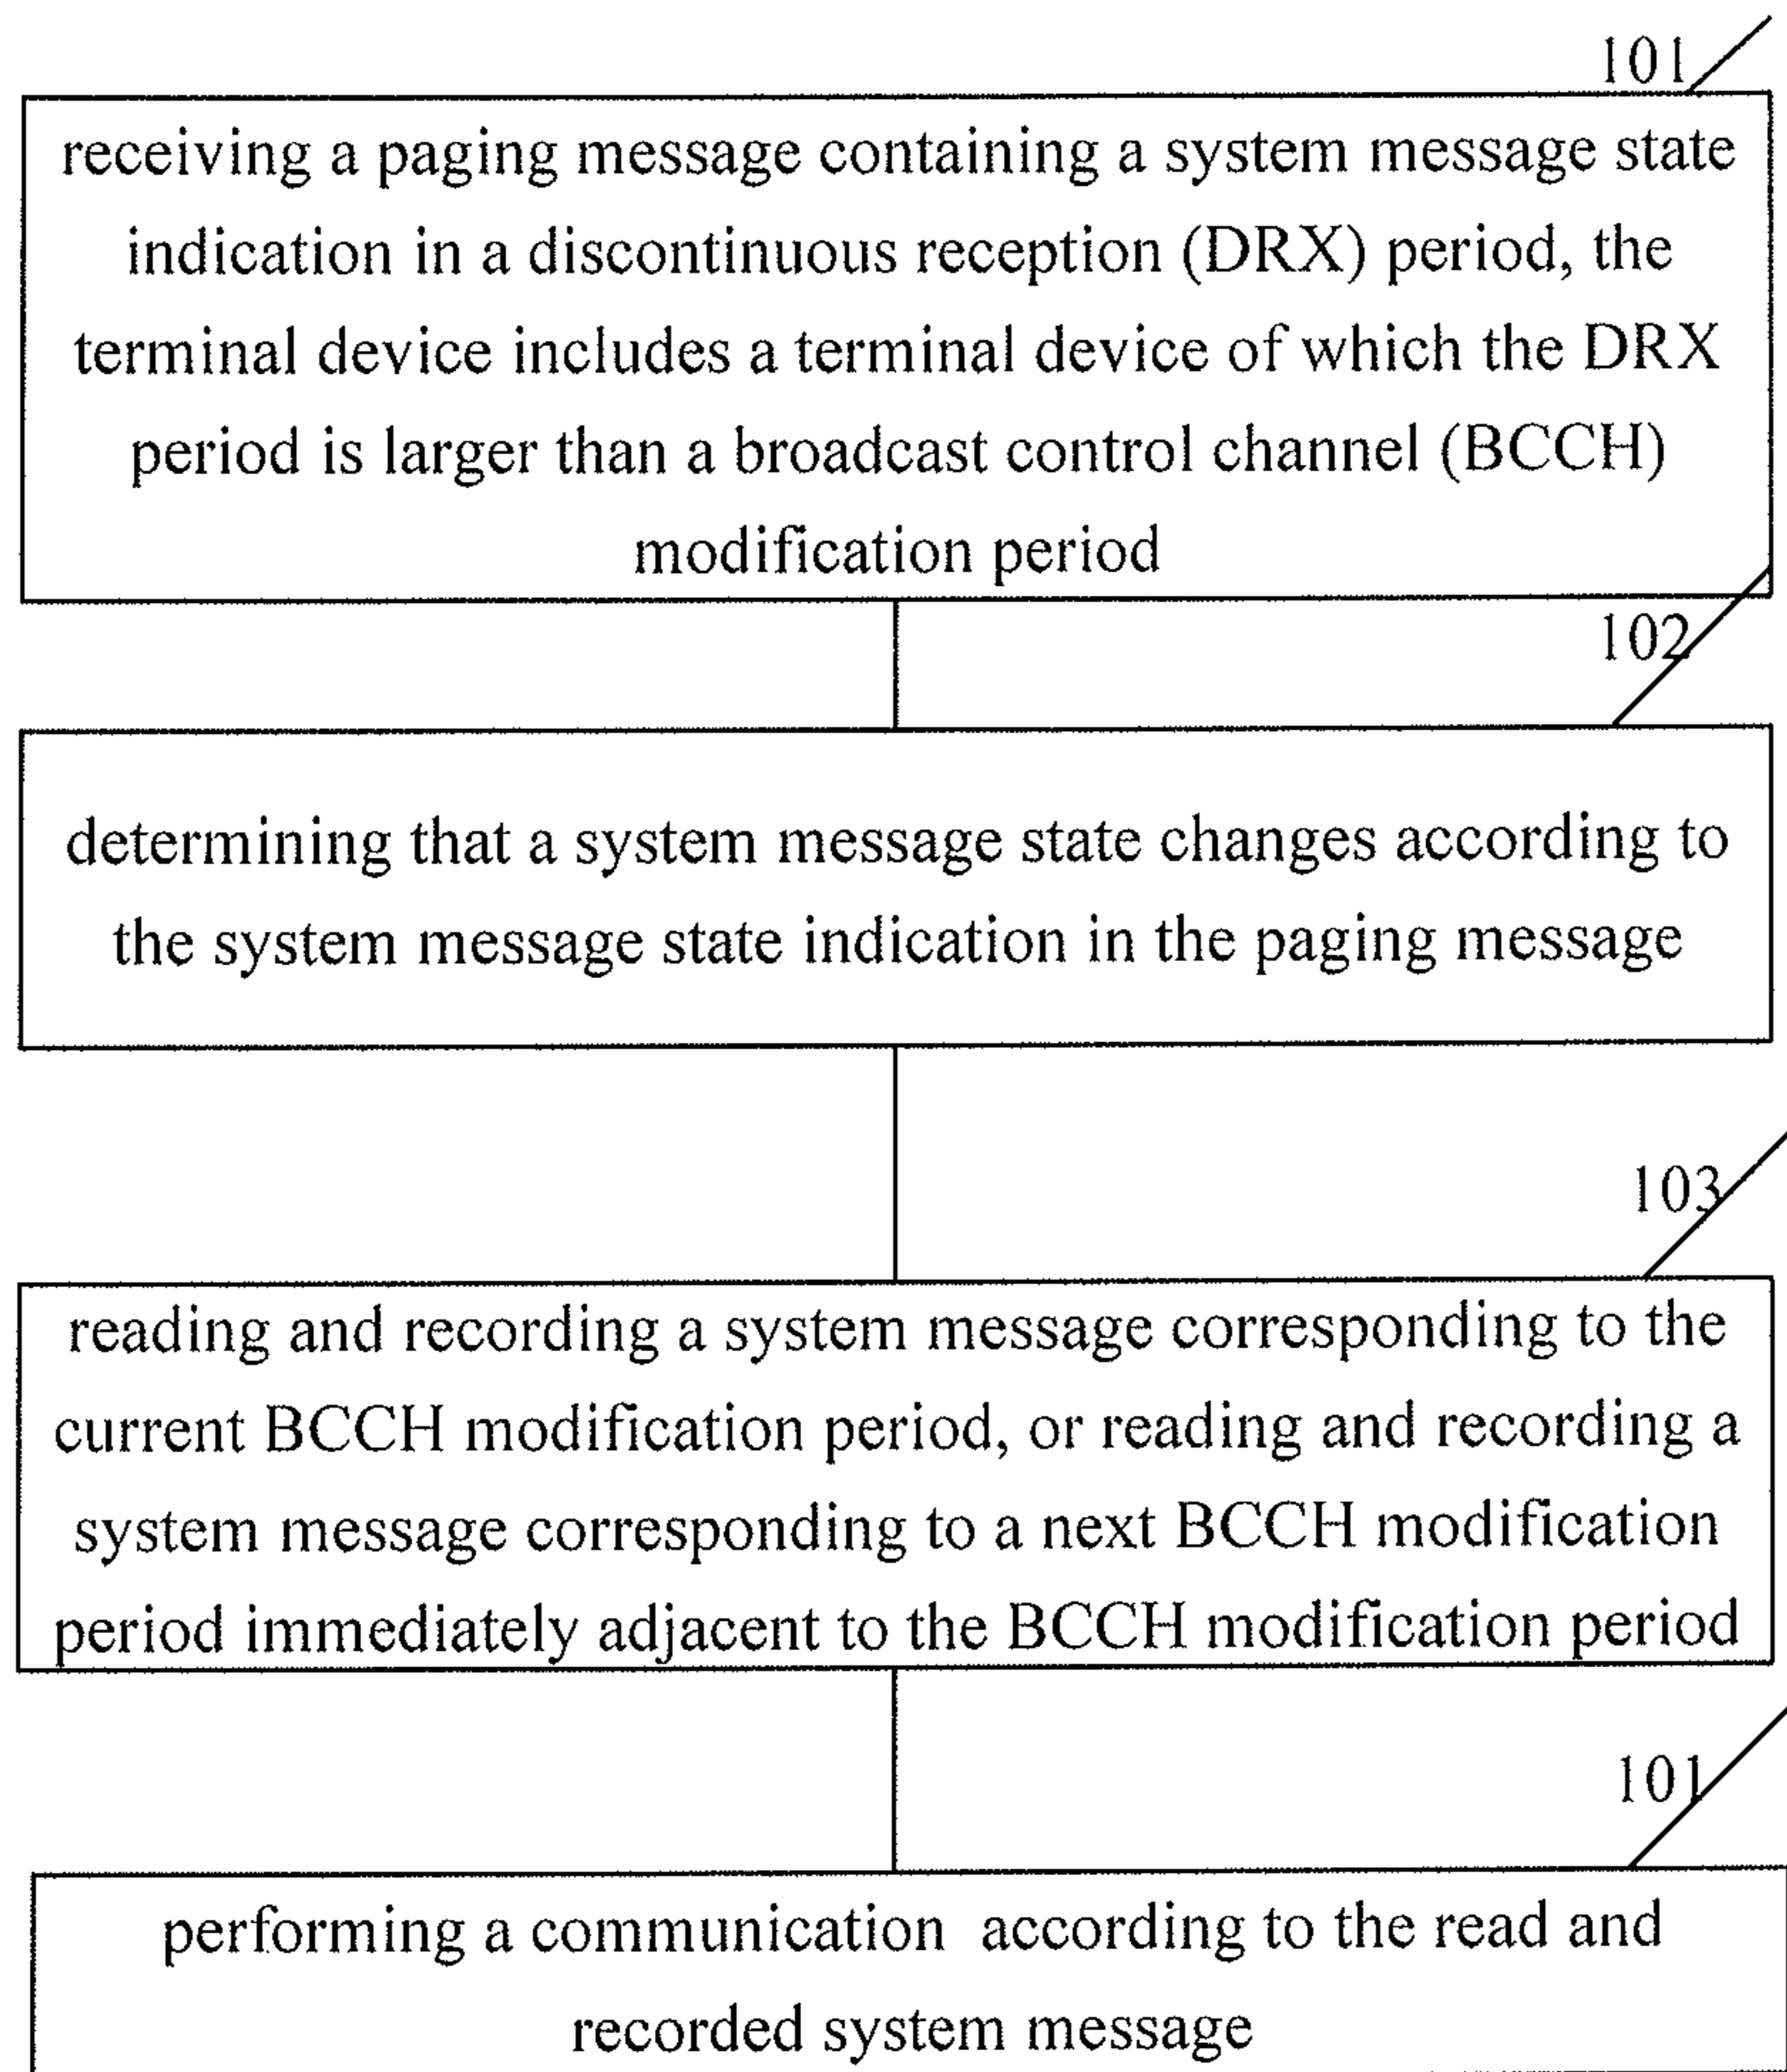 101
receiving a paging message containing a system message state
indication in a discontinuous reception (DRX) period, the
terminal device includes a terminal device of which the DRX
period is larger than a broadcast control channel (BCCH)
modification period
102
determining that a system message state changes according to
the system message state indication in the paging message
103
reading and recording a system message corresponding to the
current BCCH modification period, or reading and recording a
system message corresponding to a next BCCH modification
period immediately adjacent to the BCCH modification period
101
performing a communication according to the read and
recorded system message